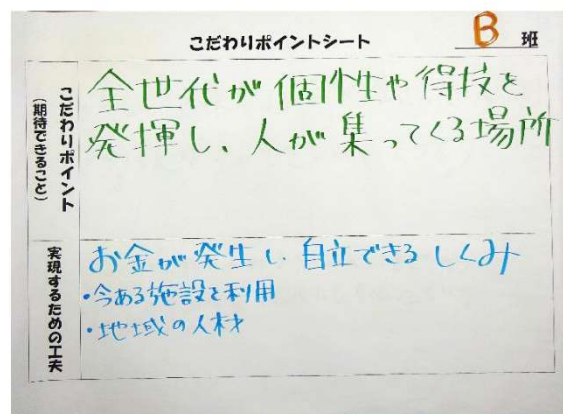 こだわりポイントシート
B 班
こだわりポイント
(期待できること)
全世代が個性や得技を
発揮し、人が集ってくる場所
実現するための工夫
お金が発生し、自立できるしくみ
・今ある施設を利用
・地域の人材